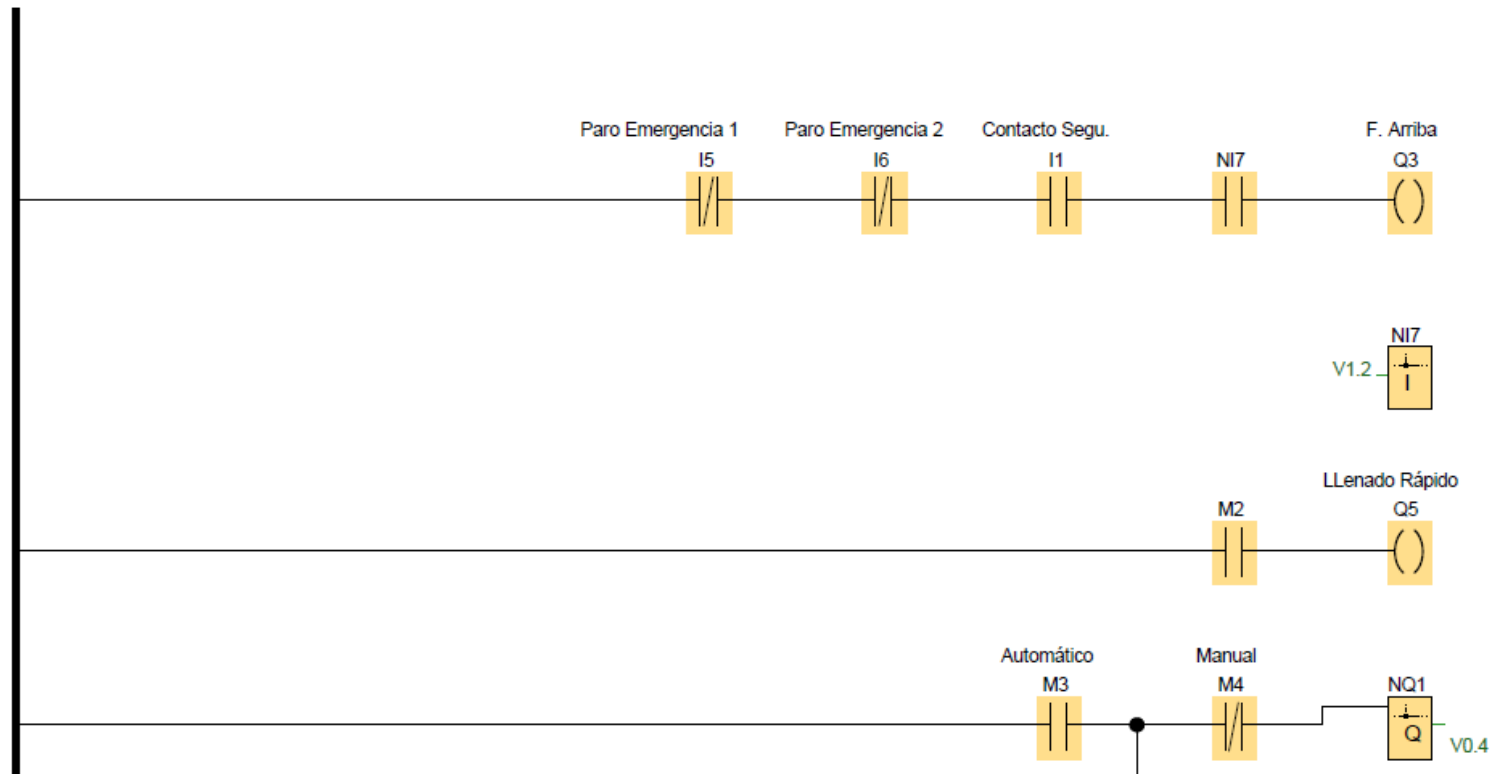 Paro Emergencia 1 Paro Emergencia 2 Contacto Segu. F. Arriba
I5 I6 I1 NI7 Q3
NI7
V1.2 I
LLenado Rápido
M2 Q5
Automático Manual
M3 M4 NQ1
Q V0.4